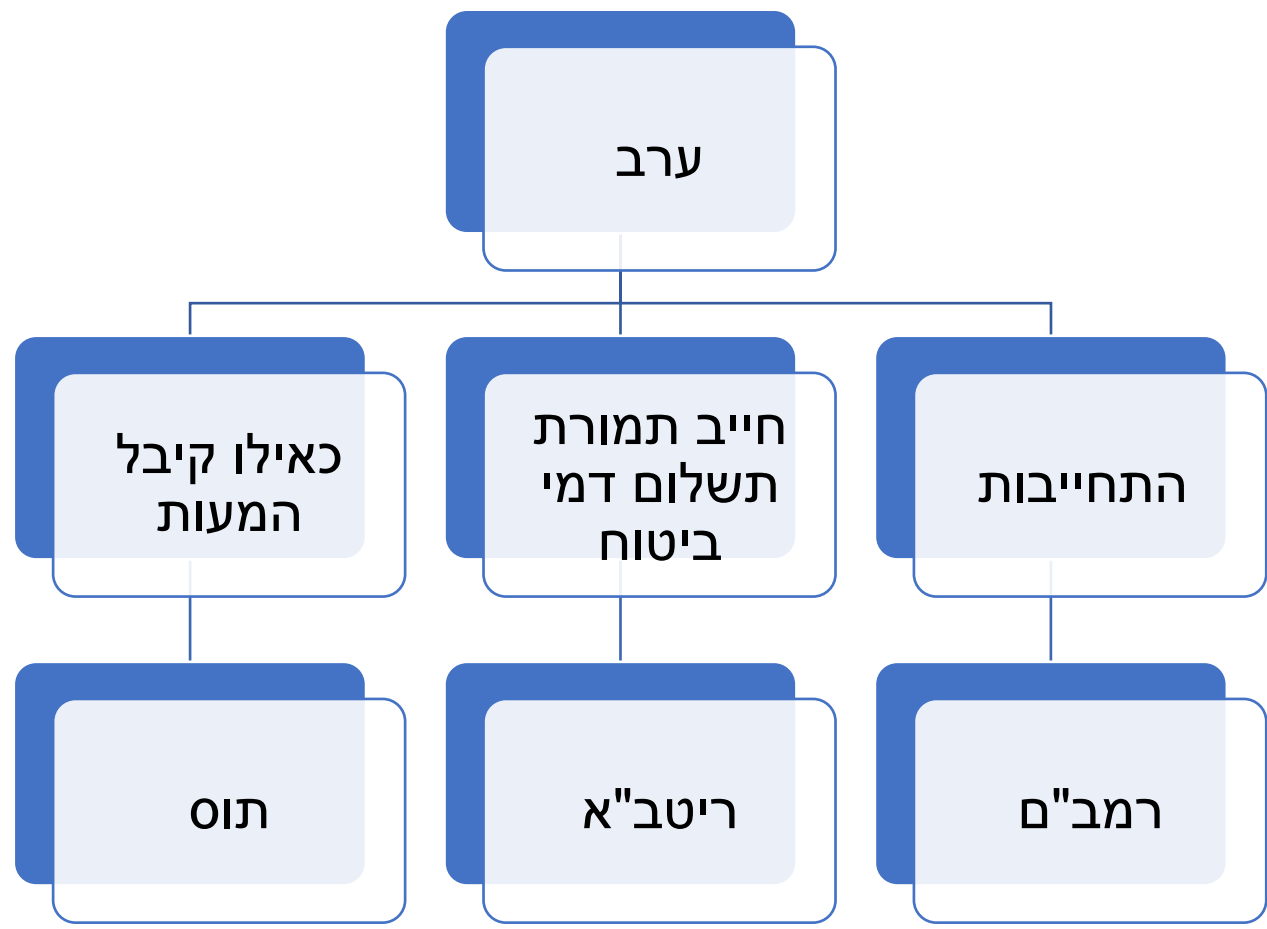 ערב
התחייבות
חייב תמורת
תשלום דמי
ביטוח
כאילו קיבל
המעות
רמב"ם
ריטב"א
תוס